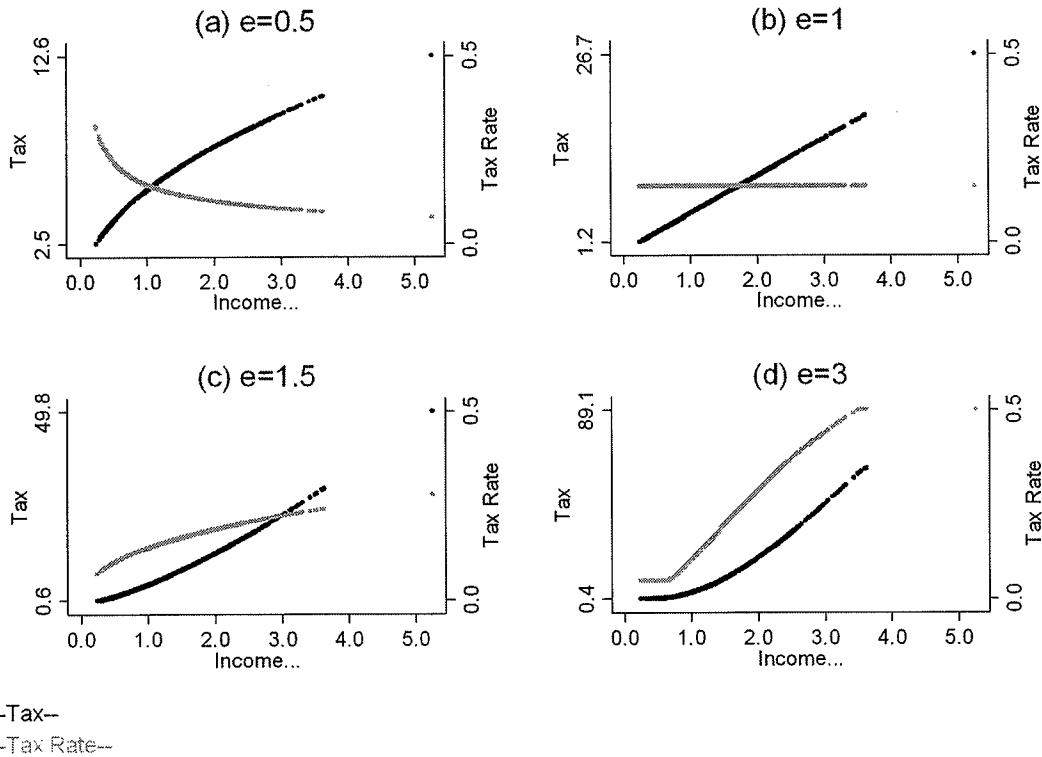 (a) e=0.5
12.6
Tax
2.5
0.5
Tax Rate
0.0
0.0 1.0 2.0 3.0 4.0 5.0
Income...
(b) e=1
26.7
Tax
1.2
0.5
Tax Rate
0.0
0.0 1.0 2.0 3.0 4.0 5.0
Income...
(c) e=1.5
49.8
Tax
0.6
0.5
Tax Rate
0.0
0.0 1.0 2.0 3.0 4.0 5.0
Income...
(d) e=3
89.1
Tax
0.4
0.5
Tax Rate
0.0
0.0 1.0 2.0 3.0 4.0 5.0
Income...
-Tax--
-Tax Rate--